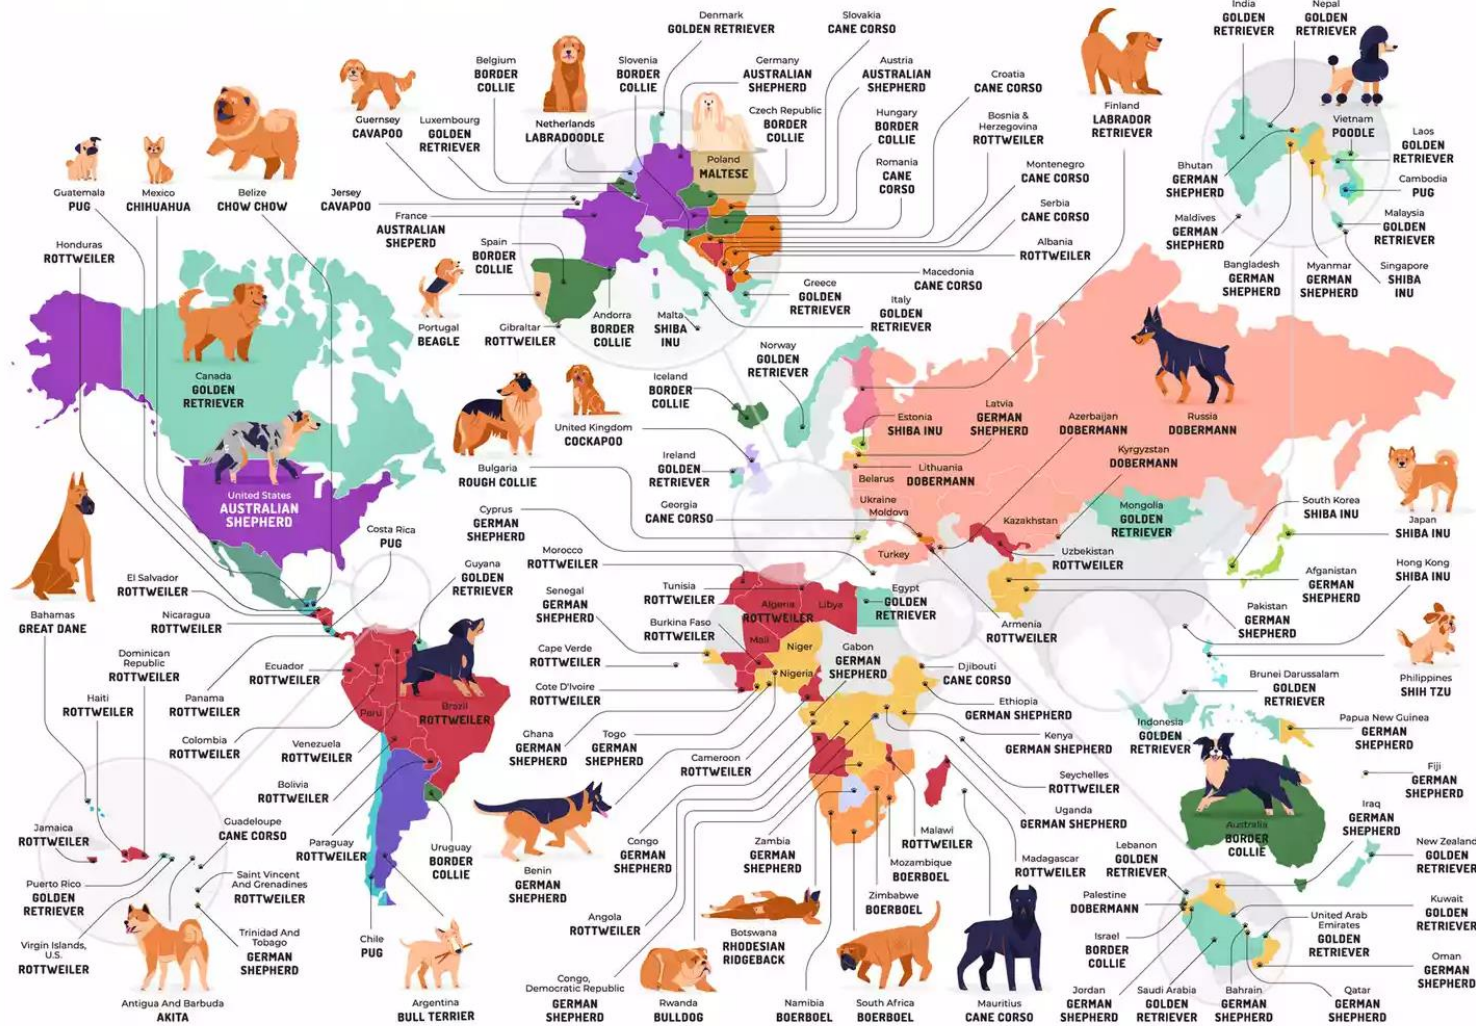 Denmark
GOLDEN RETRIEVER
Slovakia
CANE CORSO
India
GOLDEN
RETRIEVER
Nepal
GOLDEN
RETRIEVER
Belgium
BORDER
COLLIE
Slovenia
BORDER
COLLIE
Germany
AUSTRALIAN
SHEPHERD
Austria
AUSTRALIAN
SHEPHERD
Croatia
CANE CORSO
Guernsey
CAVAPOO
Luxembourg
GOLDEN
RETRIEVER
Netherlands
LABRADOODLE
Czech Republic
BORDER
COLLIE
Hungary
BORDER
COLLIE
Bosnia &
Herzegovina
ROTTWEILER
Finland
LABRADOR
RETRIEVER
Vietnam
POODLE
Laos
GOLDEN
RETRIEVER
Poland
MALTESE
Romania
CANE
CORSO
Montenegro
CANE CORSO
Bhutan
GERMAN
SHEPHERD
Cambodia
PUG
Guatemala
PUG
Mexico
CHIHUAHUA
Belize
CHOW CHOW
Jersey
CAVAPOO
France
AUSTRALIAN
SHEPERD
Serbia
CANE CORSO
Maldives
GERMAN
SHEPHERD
Malaysia
GOLDEN
RETRIEVER
Honduras
ROTTWEILER
Spain
BORDER
COLLIE
Albania
ROTTWEILER
Macedonia
CANE CORSO
Bangladesh
GERMAN
SHEPHERD
Myanmar
GERMAN
SHEPHERD
Singapore
SHIBA
INU
Greece
GOLDEN
RETRIEVER
Italy
GOLDEN
RETRIEVER
Portugal
BEAGLE
Gibraltar
ROTTWEILER
Andorra
BORDER
COLLIE
Malta
SHIBA
INU
Norway
GOLDEN
RETRIEVER
Canada
GOLDEN
RETRIEVER
Iceland
BORDER
COLLIE
Latvia
GERMAN
SHEPHERD
Estonia
SHIBA INU
Azerbaijan
DOBERMANN
Russia
DOBERMANN
United Kingdom
COCKAPOO
Bulgaria
ROUGH COLLIE
Ireland
GOLDEN
RETRIEVER
Lithuania
DOBERMANN
Belarus
Kyrgyzstan
DOBERMANN
United States
AUSTRALIAN
SHEPHERD
Cyprus
GERMAN
SHEPHERD
Georgia
CANE CORSO
Ukraine
Moldova
Kazakhstan
Mongolia
GOLDEN
RETRIEVER
South Korea
SHIBA INU
Japan
SHIBA INU
Costa Rica
PUG
Morocco
ROTTWEILER
Turkey
Uzbekistan
ROTTWEILER
Hong Kong
SHIBA INU
El Salvador
ROTTWEILER
Guyana
GOLDEN
RETRIEVER
Senegal
GERMAN
SHEPHERD
Tunisia
ROTTWEILER
Algeria
ROTTWEILER
Libya
Egypt
GOLDEN
RETRIEVER
Afganistan
GERMAN
SHEPHERD
Bahamas
GREAT DANE
Nicaragua
ROTTWEILER
Burkina Faso
ROTTWEILER
Mali
Armenia
ROTTWEILER
Pakistan
GERMAN
SHEPHERD
Dominican
Republic
ROTTWEILER
Ecuador
ROTTWEILER
Cape Verde
ROTTWEILER
Niger
Nigeria
Gabon
GERMAN
SHEPHERD
Djibouti
CANE CORSO
Brunei Darussalam
GOLDEN
RETRIEVER
Philippines
SHIH TZU
Haiti
ROTTWEILER
Panama
ROTTWEILER
Peru
Brazil
ROTTWEILER
Cote D'Ivoire
ROTTWEILER
Ethiopia
GERMAN SHEPHERD
Indonesia
GOLDEN
RETRIEVER
Papua New Guinea
GERMAN
SHEPHERD
Colombia
ROTTWEILER
Venezuela
ROTTWEILER
Ghana
GERMAN
SHEPHERD
Togo
GERMAN
SHEPHERD
Cameroon
ROTTWEILER
Kenya
GERMAN SHEPHERD
Bolivia
ROTTWEILER
Seychelles
ROTTWEILER
Fiji
GERMAN
SHEPHERD
Jamaica
ROTTWEILER
Guadeloupe
CANE CORSO
Paraguay
ROTTWEILER
Uruguay
BORDER
COLLIE
Uganda
GERMAN SHEPHERD
Australia
BORDER
COLLIE
Iraq
GERMAN
SHEPHERD
Benin
GERMAN
SHEPHERD
Congo
GERMAN
SHEPHERD
Zambia
GERMAN
SHEPHERD
Malawi
ROTTWEILER
Madagascar
ROTTWEILER
Lebanon
GOLDEN
RETRIEVER
New Zealand
GOLDEN
RETRIEVER
Puerto Rico
GOLDEN
RETRIEVER
Saint Vincent
And Grenadines
ROTTWEILER
Mozambique
BOERBOEL
Zimbabwe
BOERBOEL
Palestine
DOBERMANN
Kuwait
GOLDEN
RETRIEVER
Virgin Islands,
U.S.
ROTTWEILER
Trinidad And
Tobago
GERMAN
SHEPHERD
Chile
PUG
Angola
ROTTWEILER
Botswana
RHODESIAN
RIDGEBACK
Israel
BORDER
COLLIE
United Arab
Emirates
GOLDEN
RETRIEVER
Oman
GERMAN
SHEPHERD
Antigua And Barbuda
AKITA
Argentina
BULL TERRIER
Congo,
Democratic Republic
GERMAN
SHEPHERD
Rwanda
BULLDOG
Namibia
BOERBOEL
South Africa
BOERBOEL
Mauritius
CANE CORSO
Jordan
GERMAN
SHEPHERD
Saudi Arabia
GOLDEN
RETRIEVER
Bahrain
GERMAN
SHEPHERD
Qatar
GERMAN
SHEPHERD